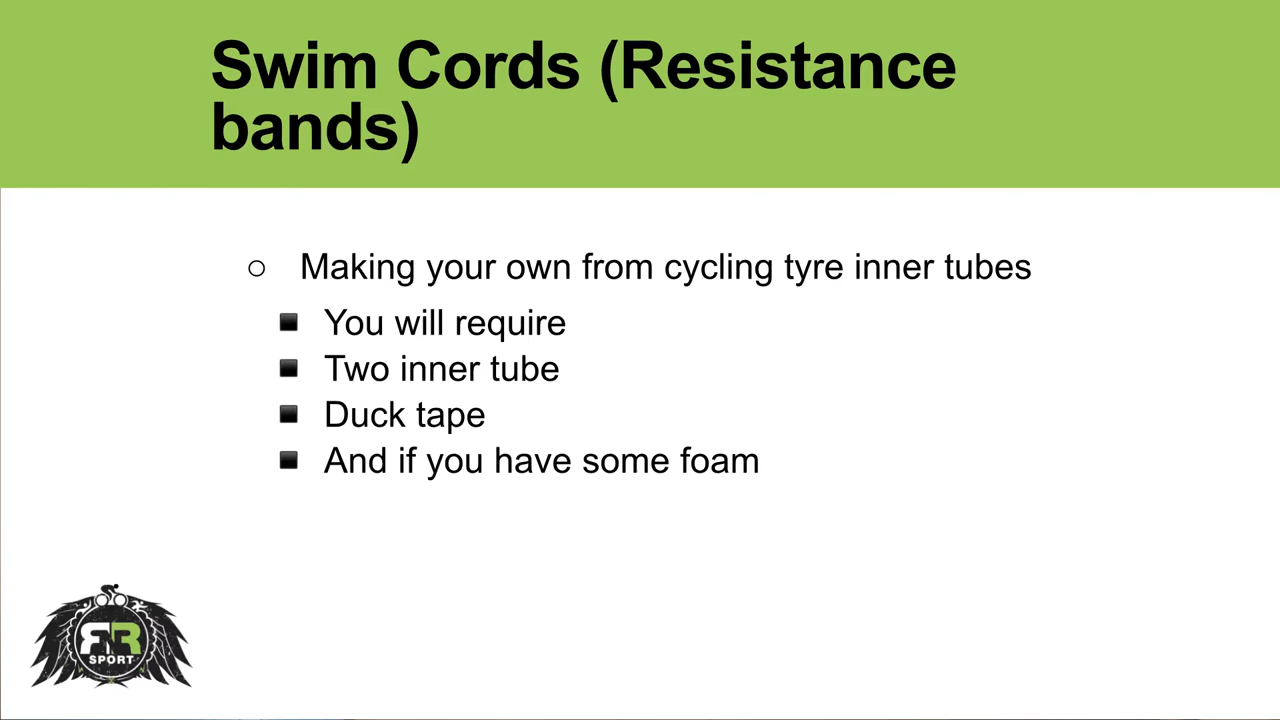 Swim Cords (Resistance
bands)
Making your own from cycling tyre inner tubes
You will require
Two inner tube
Duck tape
And if you have some foam
RNR
SPORT